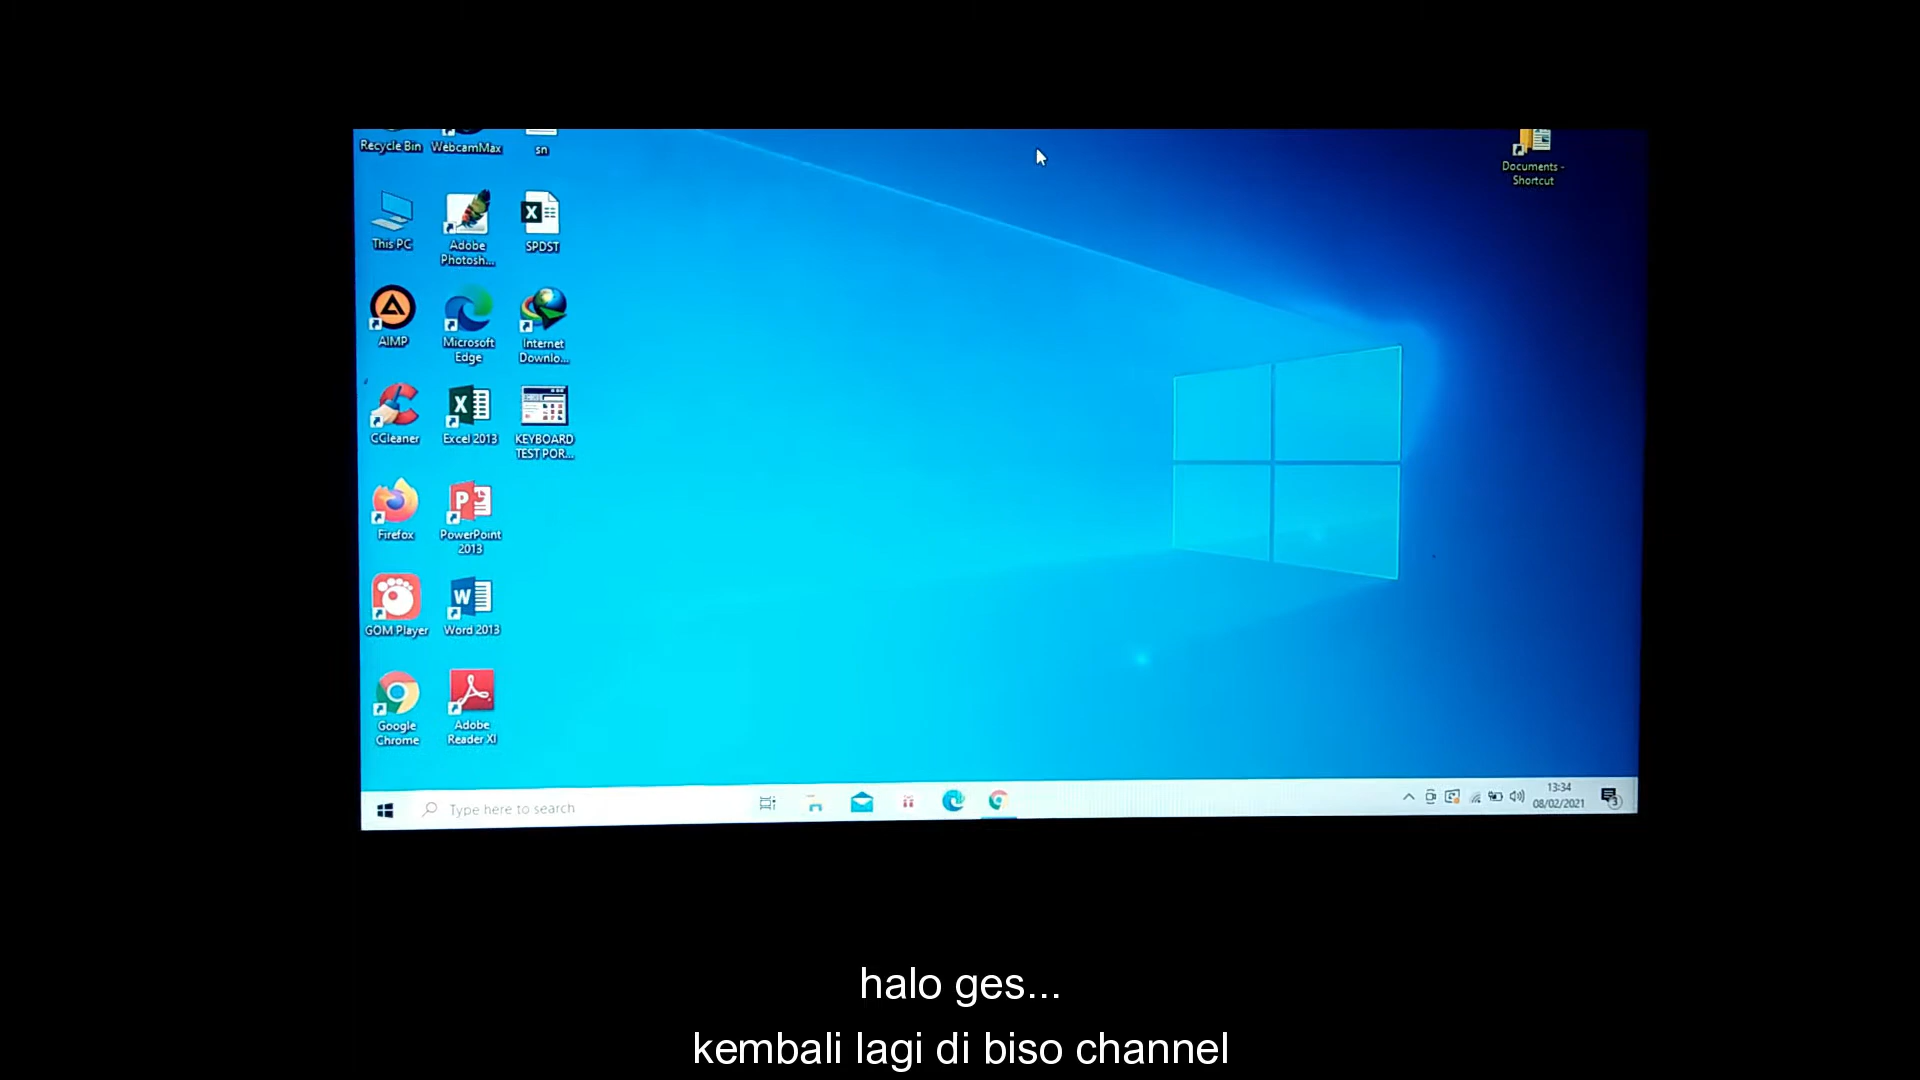 Recycle Bin
WebcamMax
sn
Documents -
Shortcut
This PC
Adobe
Photosh...
X
SPDST
AIMP
Microsoft
Edge
Internet
Downlo...
CCleaner
X
Excel 2013
KEYBOARD
TEST POR...
Firefox
P
PowerPoint
2013
GOM Player
W
Word 2013
Google
Chrome
Adobe
Reader XI
Type here to search
13:34
08/02/2021
3
halo ges...
kembali lagi di biso channel